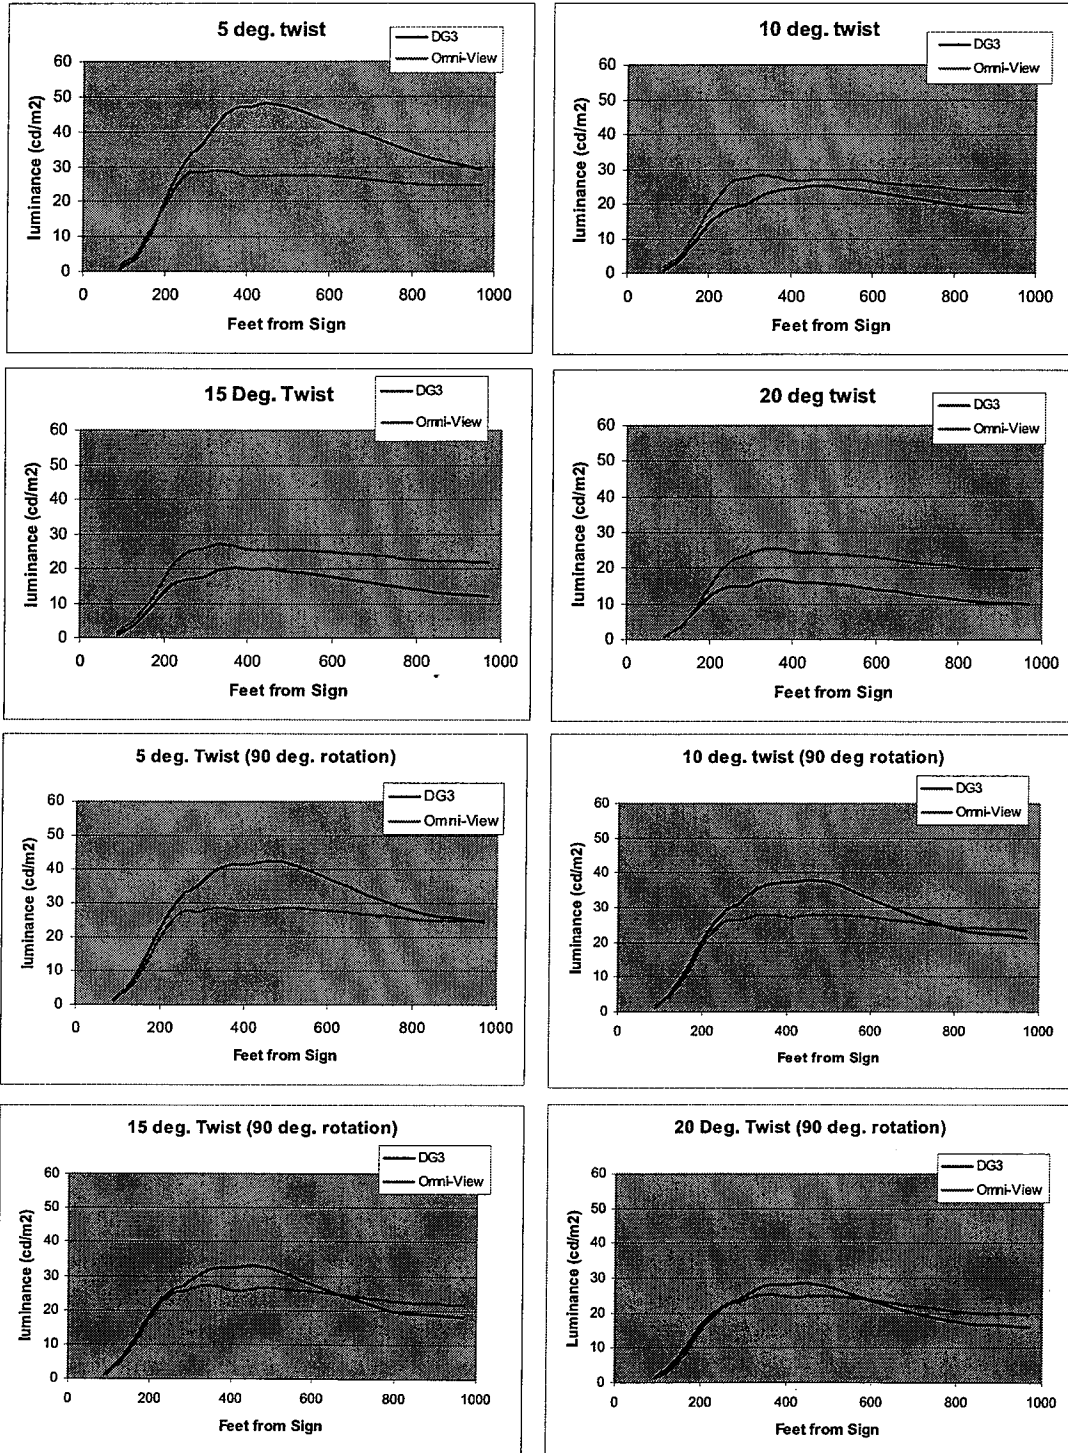 5 deg. twist
DG3
Omni-View
luminance (cd/m2)
60
50
40
30
20
10
0
0 200 400 600 800 1000
Feet from Sign
10 deg. twist
DG3
Omni-View
luminance (cd/m2)
60
50
40
30
20
10
0
0 200 400 600 800 1000
Feet from Sign
15 Deg. Twist
DG3
Omni-View
luminance (cd/m2)
60
50
40
30
20
10
0
0 200 400 600 800 1000
Feet from Sign
20 deg twist
DG3
Omni-View
luminance (cd/m2)
60
50
40
30
20
10
0
0 200 400 600 800 1000
Feet from Sign
5 deg. Twist (90 deg. rotation)
DG3
Omni-View
luminance (cd/m2)
60
50
40
30
20
10
0
0 200 400 600 800 1000
Feet from Sign
10 deg. twist (90 deg rotation)
DG3
Omni-View
luminance (cd/m2)
60
50
40
30
20
10
0
0 200 400 600 800 1000
Feet from Sign
15 deg. Twist (90 deg. rotation)
DG3
Omni-View
luminance (cd/m2)
60
50
40
30
20
10
0
0 200 400 600 800 1000
Feet from Sign
20 Deg. Twist (90 deg. rotation)
DG3
Omni-View
Luminance (cd/m2)
60
50
40
30
20
10
0
0 200 400 600 800 1000
Feet from Sign